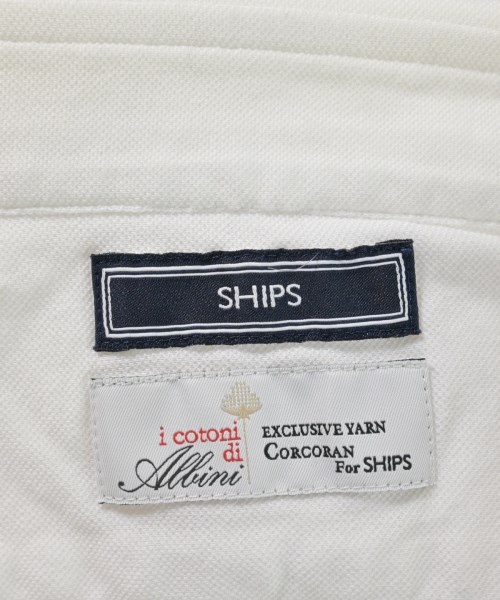 SHIPS
i cotoni
di
Albini
EXCLUSIVE YARN
CORCORAN
For SHIPS